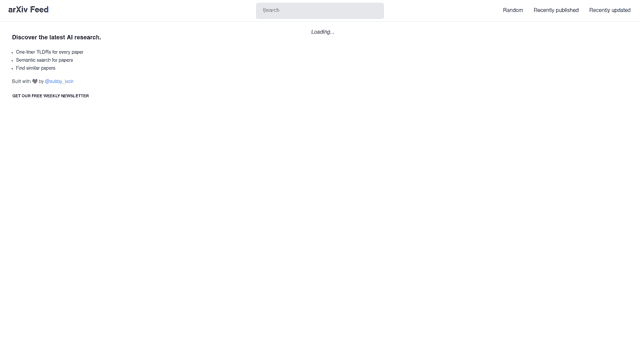 arXiv Feed
Search
Random
Recently published
Recently updated
Loading...
Discover the latest AI research.
One-liner TLDRs for every paper
Semantic search for papers
Find similar papers
Built with 🖤 by
GET OUR FREE WEEKLY NEWSLETTER